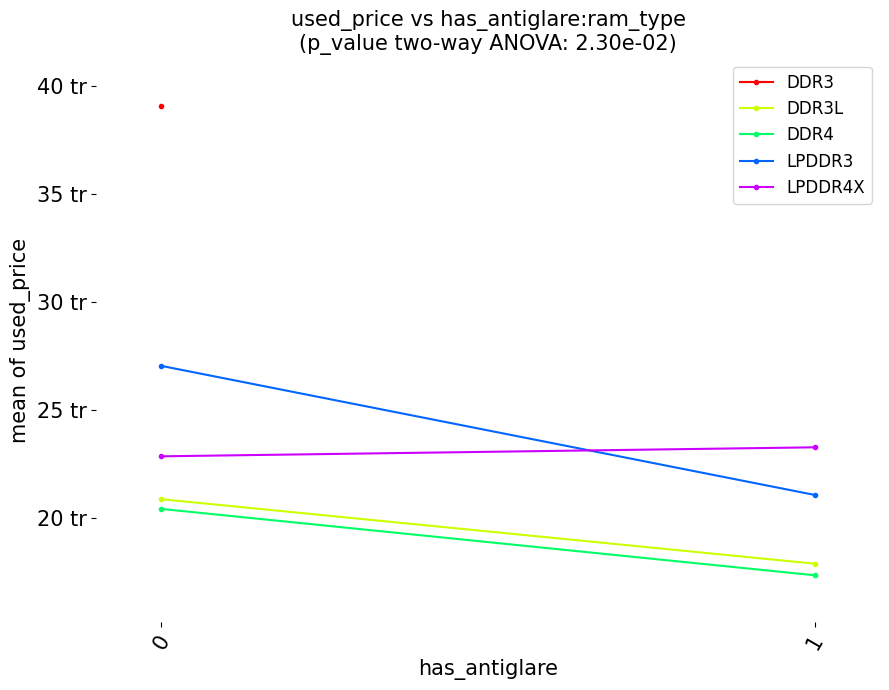 used_price vs has_antiglare:ram_type
(p_value two-way ANOVA: 2.30e-02)
40 tr
35 tr
30 tr
25 tr
20 tr
mean of used_price
DDR3
DDR3L
DDR4
LPDDR3
LPDDR4X
0
1
has_antiglare